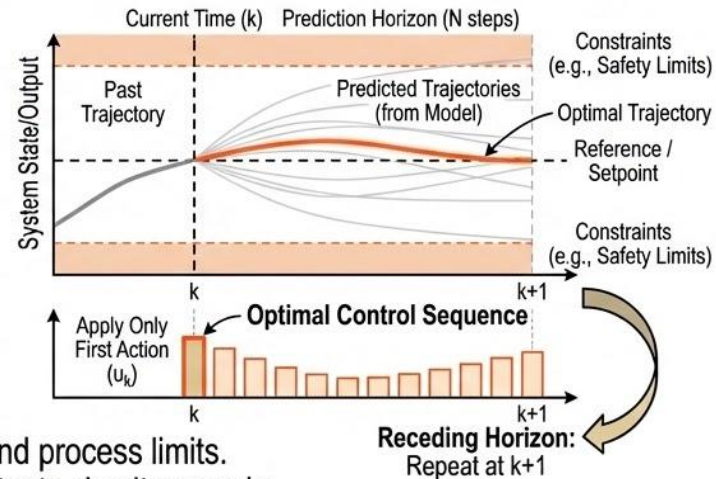 Current Time (k)
Prediction Horizon (N steps)
System State/Output
Past
Trajectory
Predicted Trajectories
(from Model)
Constraints
(e.g., Safety Limits)
Optimal Trajectory
Reference /
Setpoint
Constraints
(e.g., Safety Limits)
k
k+1
Apply Only
First Action
(uₖ)
Optimal Control Sequence
k
k+1
Receding Horizon:
Repeat at k+1
nd process limits.